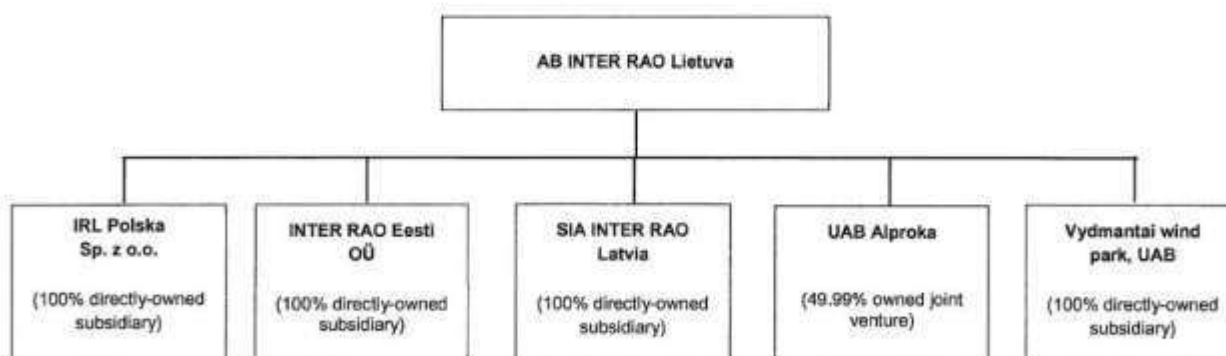 AB INTER RAO Lietuva
IRL Polska
Sp. z o.o.
(100% directly-owned
subsidiary)
INTER RAO Eesti
OÜ
(100% directly-owned
subsidiary)
SIA INTER RAO
Latvia
(100% directly-owned
subsidiary)
UAB Alproka
(49.99% owned joint
venture)
Vydmantai wind
park, UAB
(100% directly-owned
subsidiary)